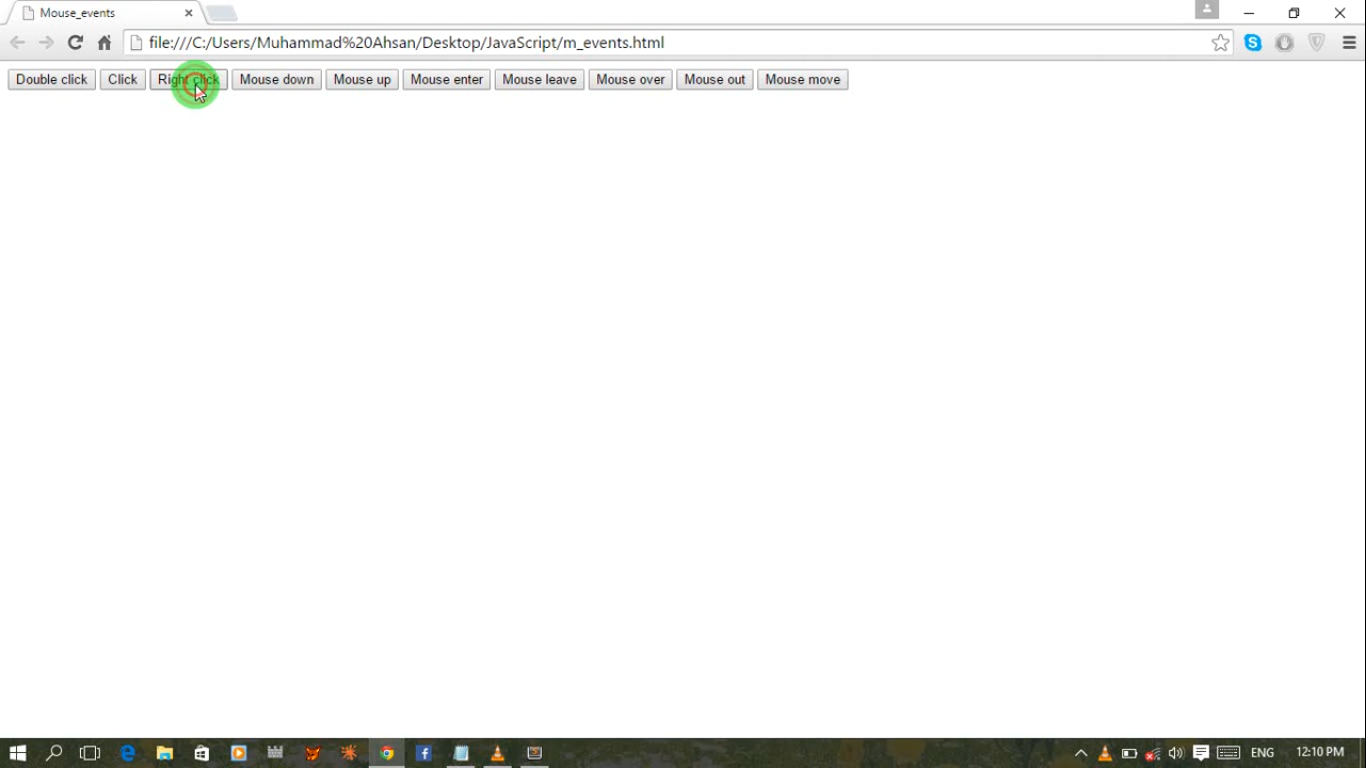 Mouse_events
file:///C:/Users/Muhammad%20Ahsan/Desktop/JavaScript/m_events.html
Double click Click Right click Mouse down Mouse up Mouse enter Mouse leave Mouse over Mouse out Mouse move
ENG 12:10 PM